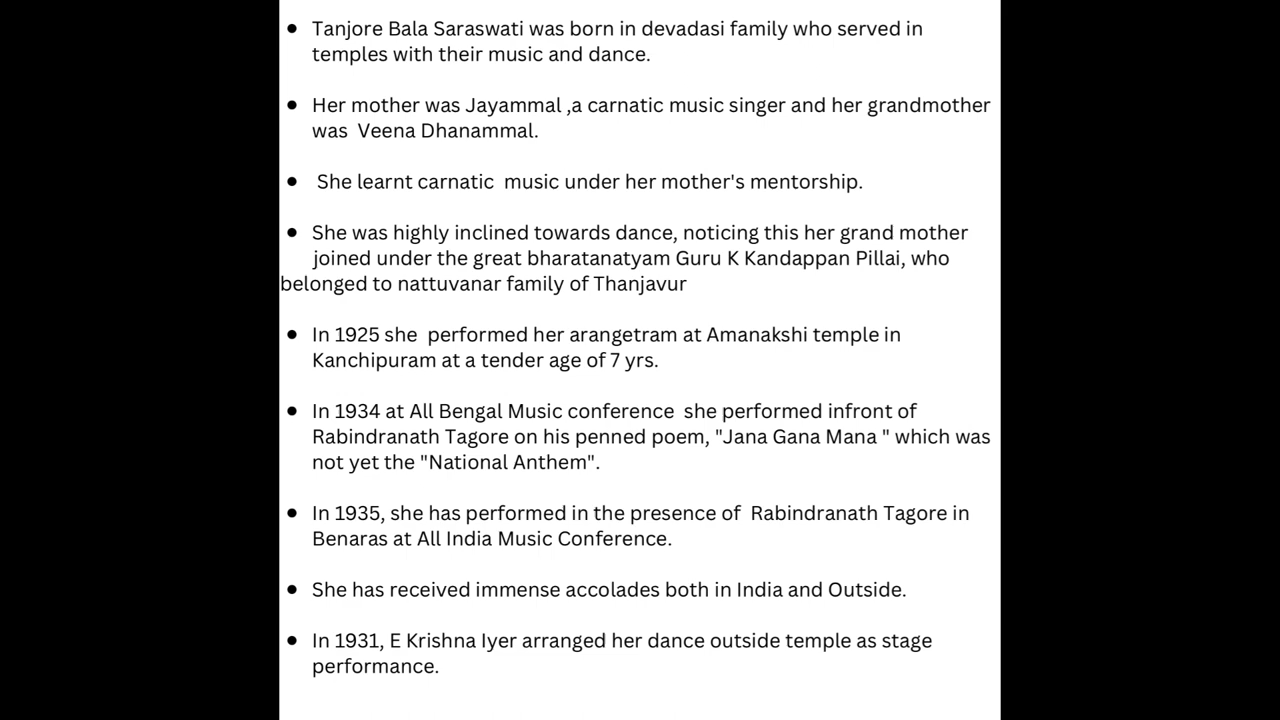 ● Tanjore Bala Saraswati was born in devadasi family who served in
temples with their music and dance.
● Her mother was Jayammal ,a carnatic music singer and her grandmother
was  Veena Dhanammal.
●  She learnt carnatic  music under her mother's mentorship.
● She was highly inclined towards dance, noticing this her grand mother
joined under the great bharatanatyam Guru K Kandappan Pillai, who
belonged to nattuvanar family of Thanjavur
● In 1925 she  performed her arangetram at Amanakshi temple in
Kanchipuram at a tender age of 7 yrs.
● In 1934 at All Bengal Music conference  she performed infront of
Rabindranath Tagore on his penned poem, "Jana Gana Mana " which was
not yet the "National Anthem".
● In 1935, she has performed in the presence of  Rabindranath Tagore in
Benaras at All India Music Conference.
● She has received immense accolades both in India and Outside.
● In 1931, E Krishna Iyer arranged her dance outside temple as stage
performance.